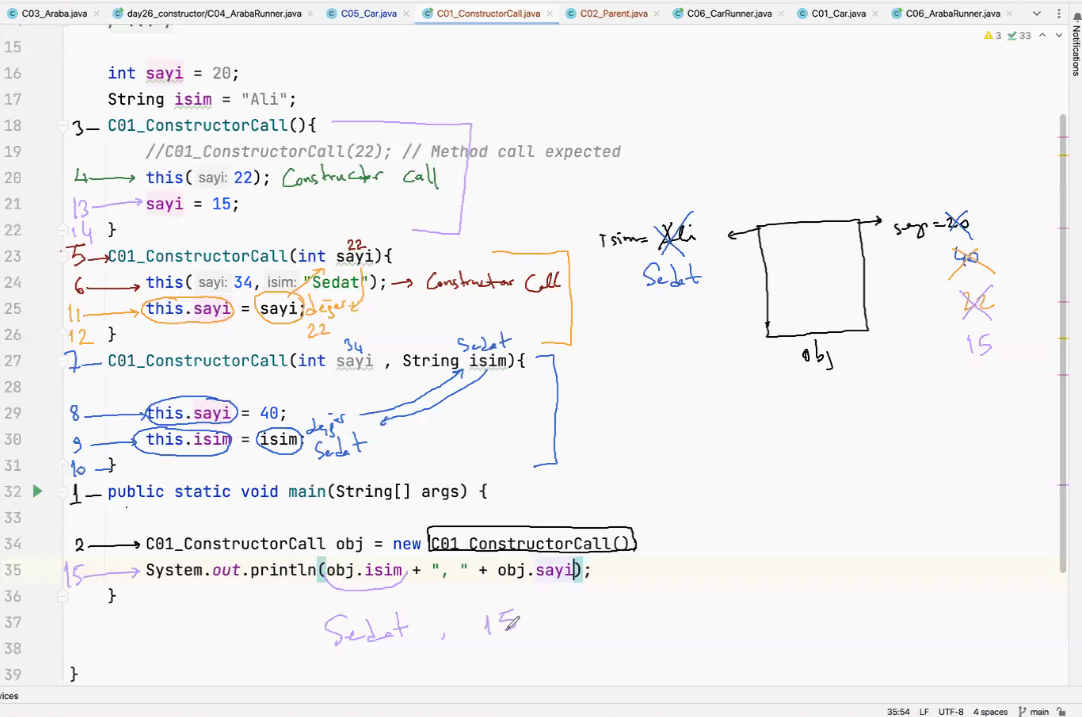 C03_Araba.java day26_constructor/C04_ArabaRunner.java C05_Car.java C01_ConstructorCall.java C02_Parent.java C06_CarRunner.java C01_Car.java C06_ArabaRunner.java
3 33
Notifications
15
16 int sayi = 20;
17 String isim = "Ali";
18 3 C01_ConstructorCall(){
19 //C01_ConstructorCall(22); // Method call expected
20 4 this( sayi: 22); Constructor Call
21 13 sayi = 15;
22 14 }
22
23 5 C01_ConstructorCall(int sayi){
24 6 this( sayi: 34, isim: "Sedat"); Constructor Call
25 11 this.sayi = sayi; değeri
22
26 12 }
34 Sedat
27 7 C01_ConstructorCall(int sayi , String isim){
28
29 8 this.sayi = 40;
değer
30 9 this.isim = isim; Sedat
31 10 }
32 1 public static void main(String[] args) {
33
34 2 C01_ConstructorCall obj = new C01_ConstructorCall()
35 15 System.out.println(obj.isim + ", " + obj.sayi);
36 }
37 Sedat , 15
38
39 }
isim= Ali
Sedat
20
40
22
15
obj
vices
35:54 LF UTF-8 4 spaces main